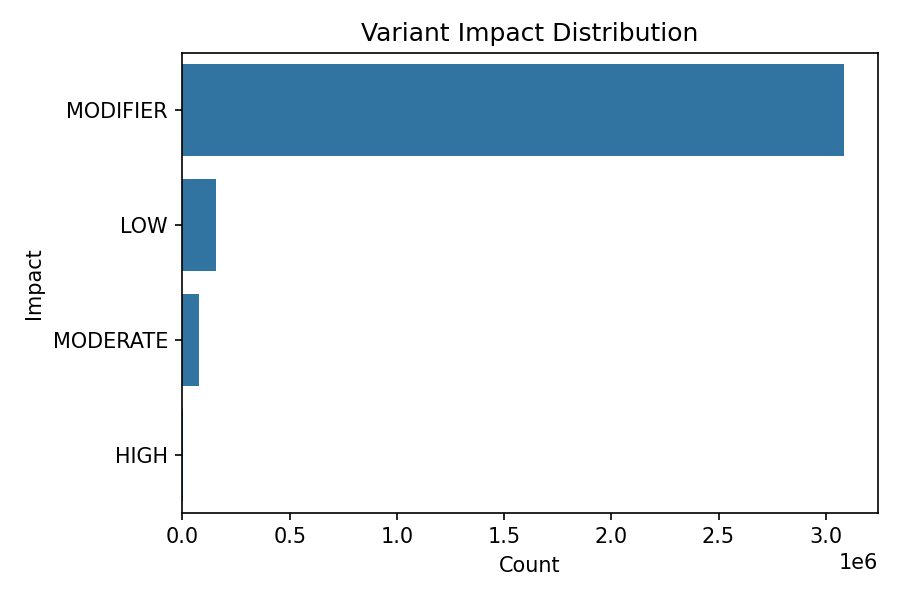 Variant Impact Distribution
MODIFIER
LOW
MODERATE
HIGH
Impact
0.0 0.5 1.0 1.5 2.0 2.5 3.0
1e6
Count